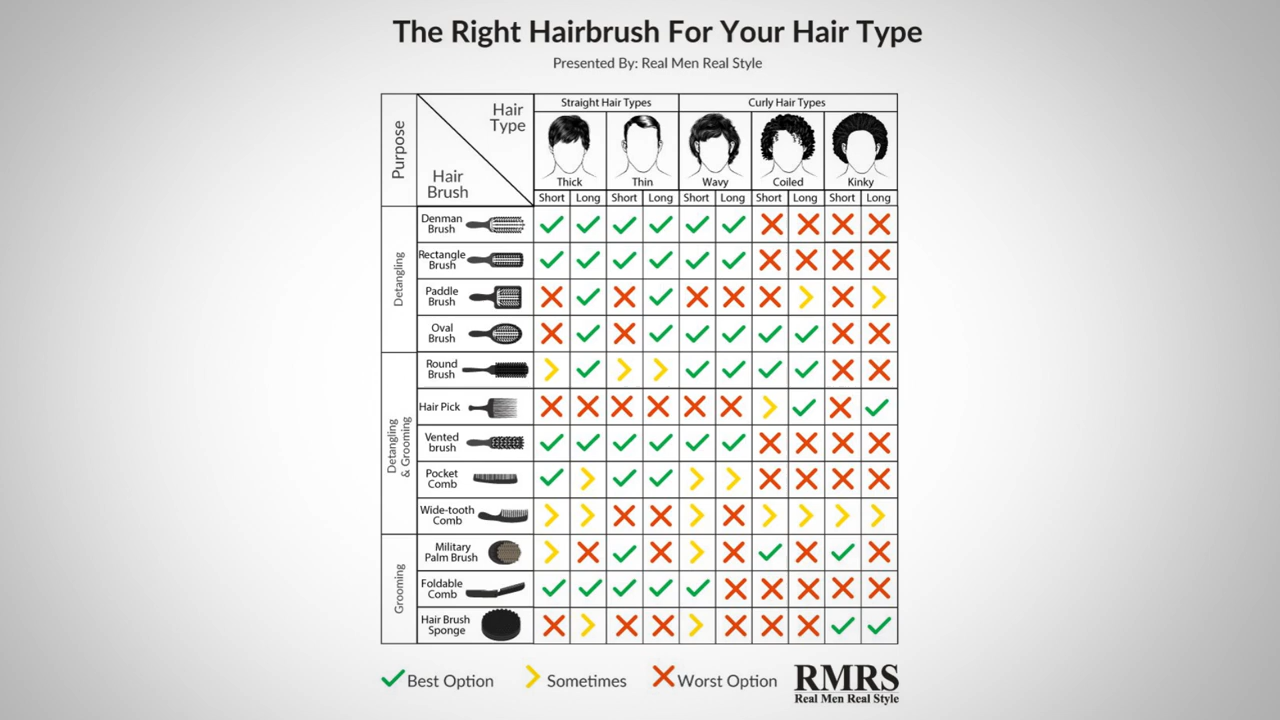 The Right Hairbrush For Your Hair Type
Presented By: Real Men Real Style
Purpose
Hair
Type
Hair
Brush
Straight Hair Types
Curly Hair Types
Thick
Thin
Wavy
Coiled
Kinky
Short
Long
Short
Long
Short
Long
Short
Long
Short
Long
Detangling
Denman
Brush
Rectangle
Brush
Paddle
Brush
Oval
Brush
Detangling
& Grooming
Round
Brush
Hair Pick
Vented
brush
Pocket
Comb
Wide-tooth
Comb
Grooming
Military
Palm Brush
Foldable
Comb
Hair Brush
Sponge
Best Option
Sometimes
Worst Option
RMRS
Real Men Real Style